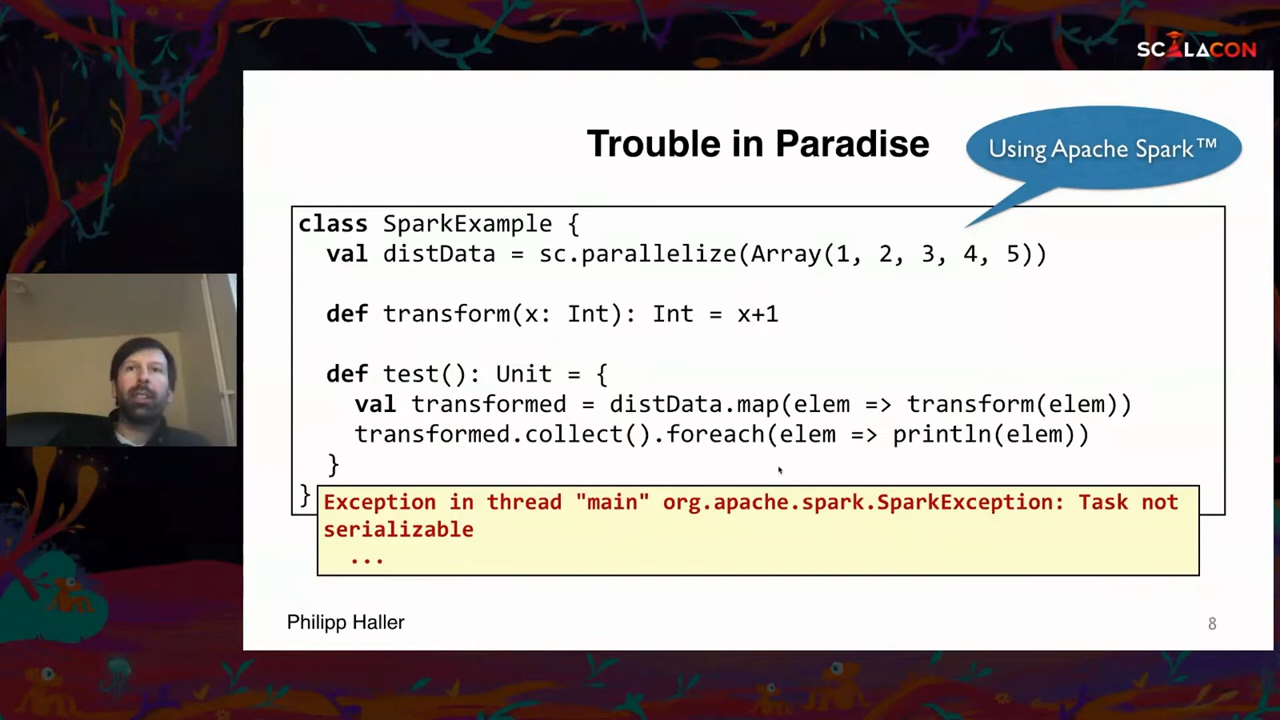 SCALACON
Trouble in Paradise
Using Apache Spark™
class SparkExample {
val distData = sc.parallelize(Array(1, 2, 3, 4, 5))
def transform(x: Int): Int = x+1
def test(): Unit = {
val transformed = distData.map(elem => transform(elem))
transformed.collect().foreach(elem => println(elem))
}
}
Exception in thread "main" org.apache.spark.SparkException: Task not
serializable
...
Philipp Haller
8